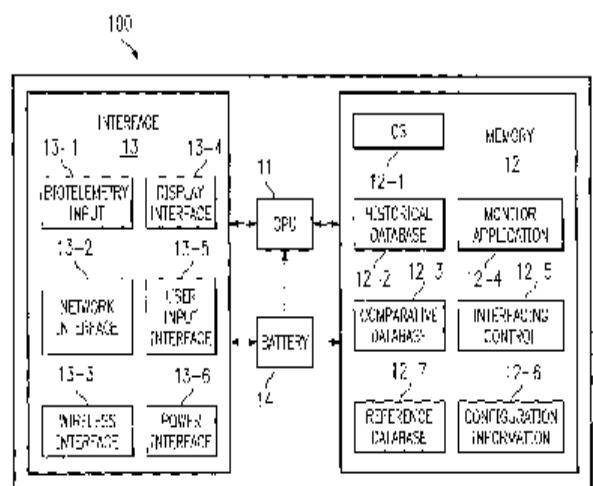 100
INTERFACE
13
13-1
13-4
BIOTELEMETRY
INPUT
DISPLAY
INTERFACE
13-2
13-5
NETWORK
INTERFACE
USER
INPUT
INTERFACE
13-3
13-6
WIRELESS
INTERFACE
POWER
INTERFACE
11
CPU
BATTERY
14
OS
MEMORY
12
12-1
HISTORICAL
DATABASE
MONITOR
APPLICATION
12-2
12-3
12-4
12-5
COMPARATIVE
DATABASE
INTERFACING
CONTROL
12-7
12-6
REFERENCE
DATABASE
CONFIGURATION
INFORMATION